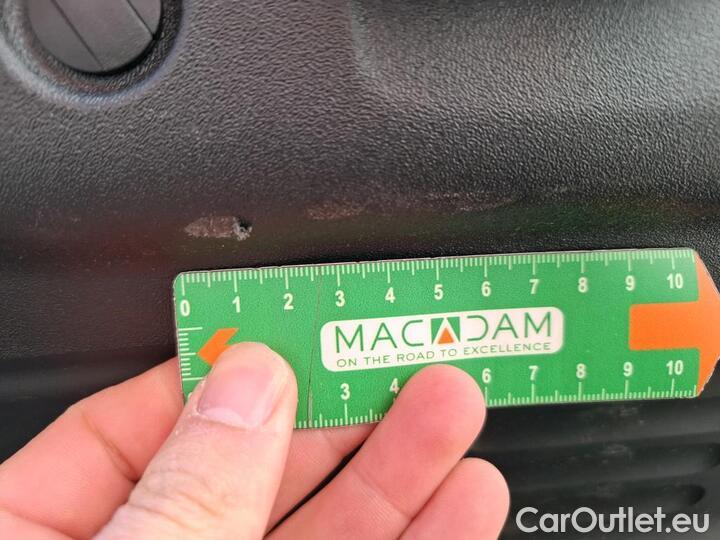 0 1 2 3 4 5 6 7 8 9 10
MACADAM
ON THE ROAD TO EXCELLENCE
3 4 6 7 8 9 10
CarOutlet.eu